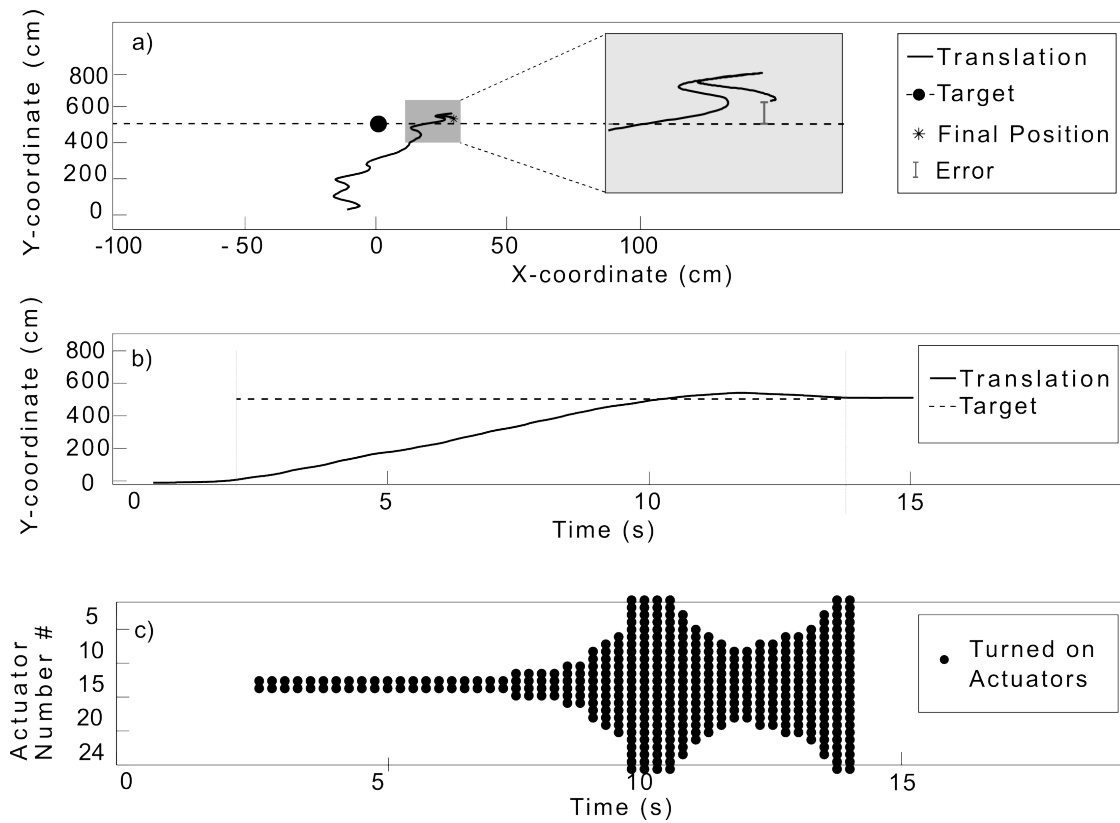 a)
Y-coordinate (cm)
800
600
400
200
0
-100
- 50
0
50
100
X-coordinate (cm)
Translation
Target
Final Position
Error
b)
Y-coordinate (cm)
800
600
400
200
0
0
5
10
15
Time (s)
Translation
Target
c)
Actuator
Number #
5
10
15
20
24
0
5
10
15
Time (s)
Turned on
Actuators